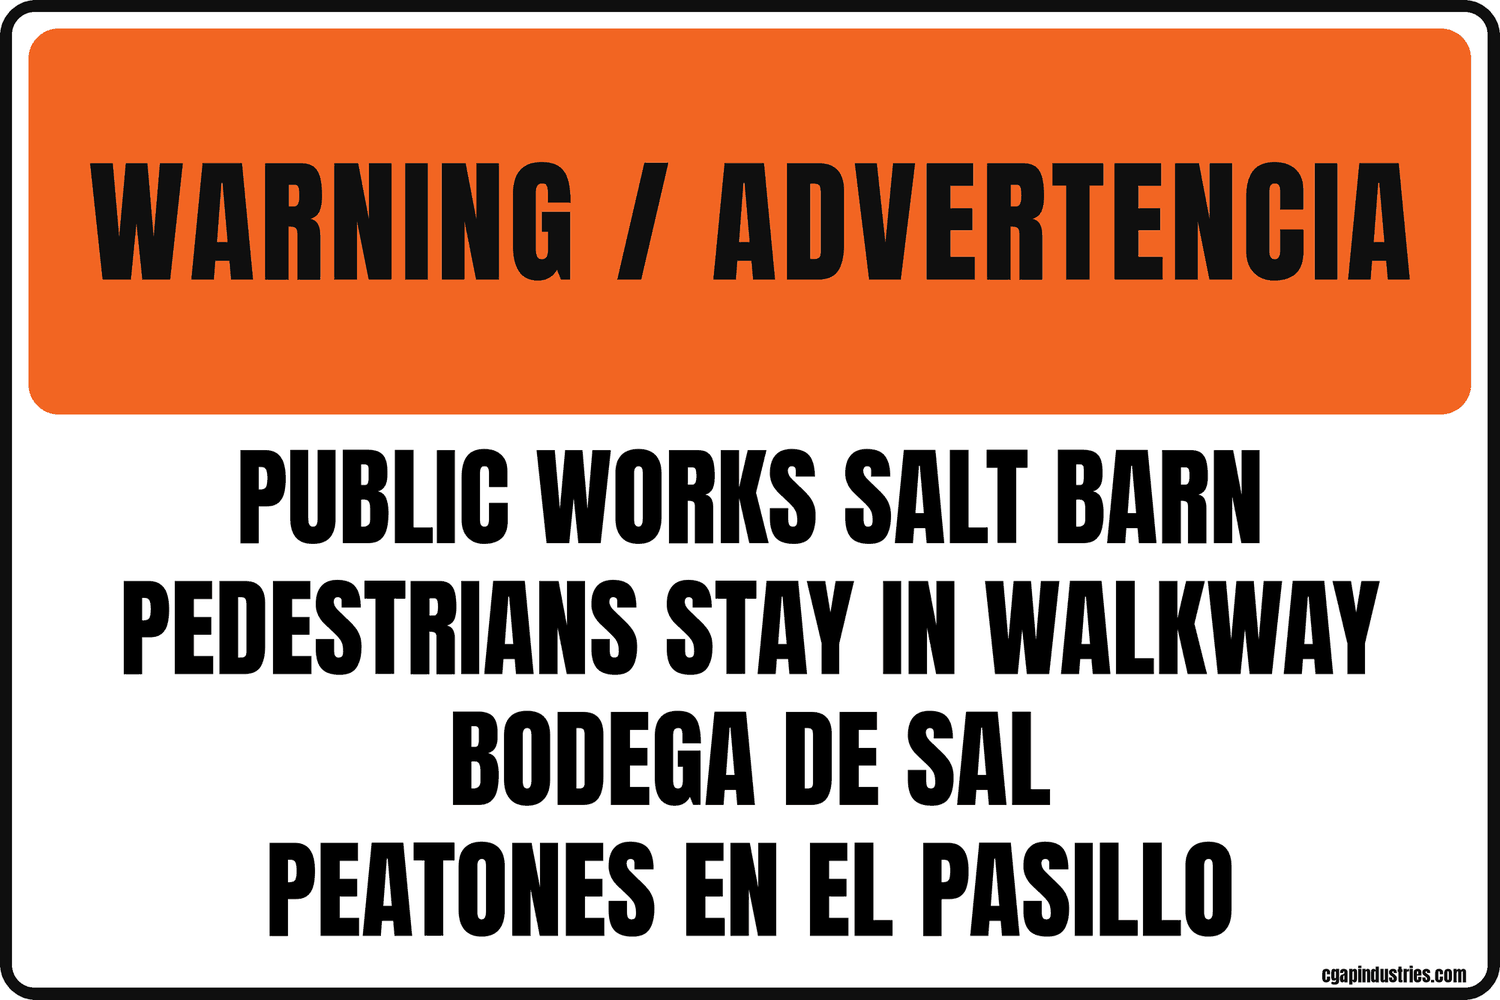 WARNING / ADVERTENCIA
PUBLIC WORKS SALT BARN
PEDESTRIANS STAY IN WALKWAY
BODEGA DE SAL
PEATONES EN EL PASILLO
cgapindustries.com